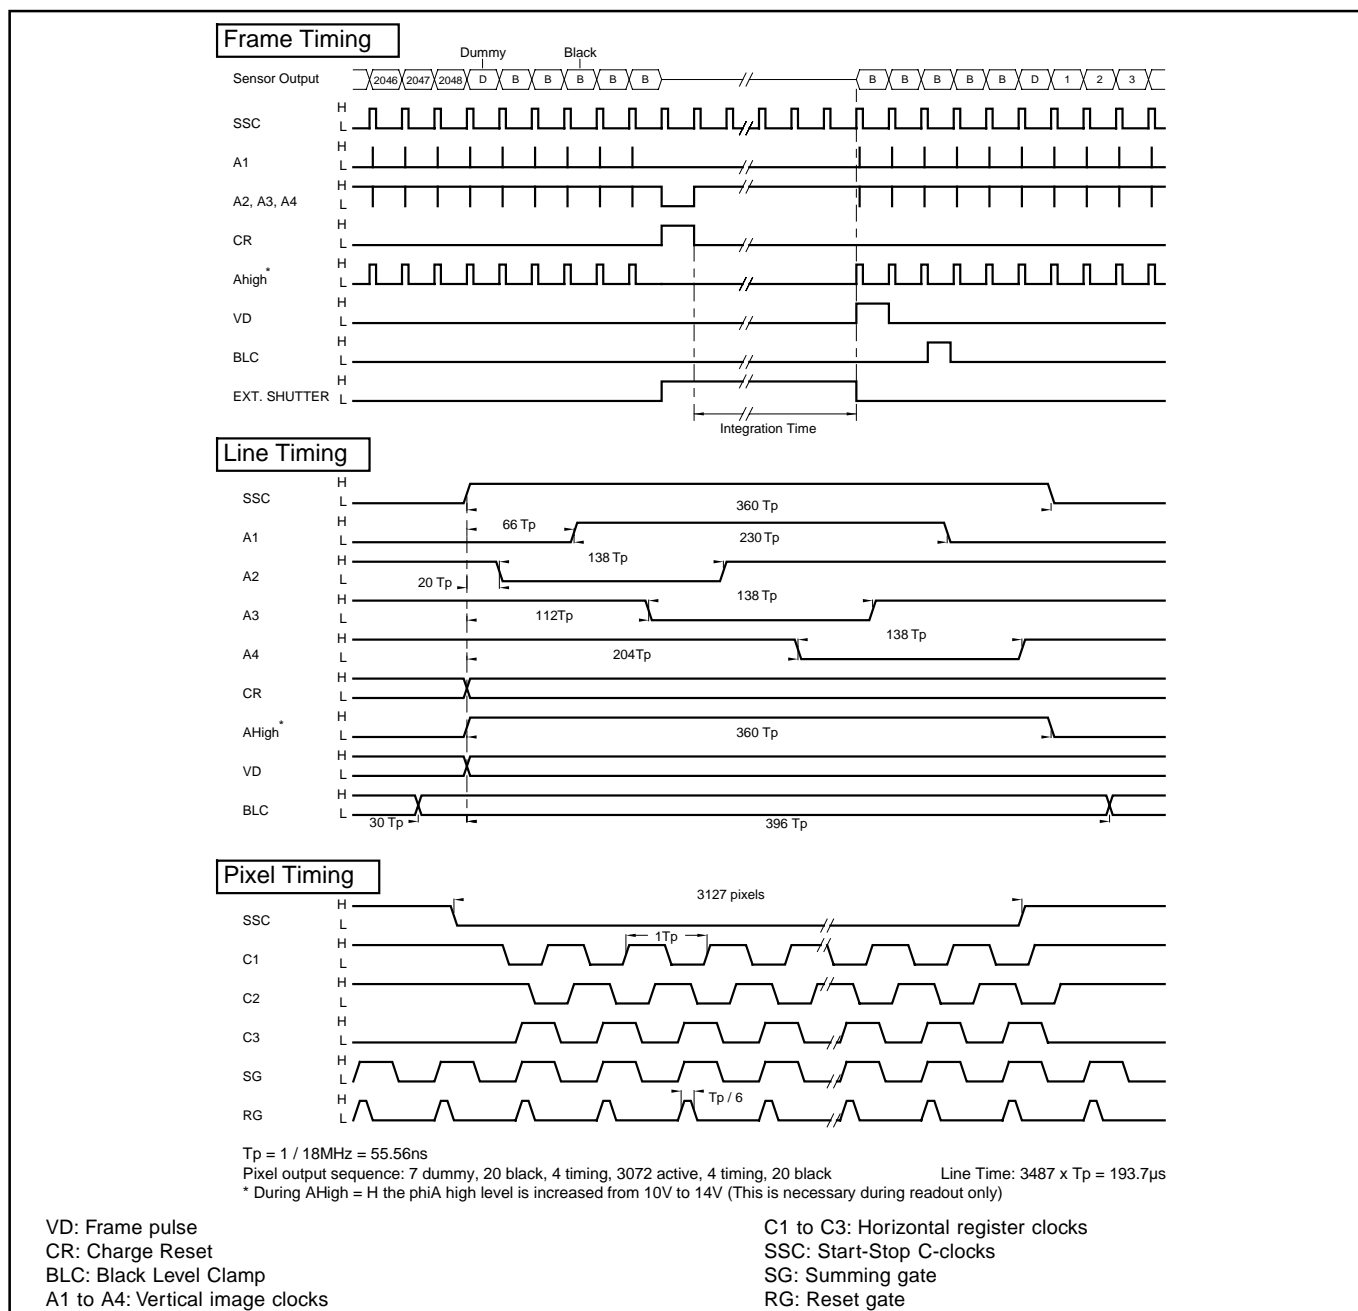 Frame Timing
Dummy Black
Sensor Output 2046 2047 2048 D B B B B B B B B B B D 1 2 3
H
SSC L
H
A1 L
H
A2, A3, A4 L
H
CR L
H
Ahigh* L
H
VD L
H
BLC L
H
EXT. SHUTTER L
Integration Time
Line Timing
H
SSC L
360 Tp
H
A1 L
66 Tp 230 Tp
H
A2 L
138 Tp
20 Tp
H
A3 L
138 Tp
112Tp
H
A4 L
138 Tp
204Tp
H
CR L
H
AHigh* L
360 Tp
H
VD L
H
BLC L
30 Tp 396 Tp
Pixel Timing
3127 pixels
H
SSC L
H
C1 L
1Tp
H
C2 L
H
C3 L
H
SG L
H
RG L
Tp / 6
Tp = 1 / 18MHz = 55.56ns
Pixel output sequence: 7 dummy, 20 black, 4 timing, 3072 active, 4 timing, 20 black Line Time: 3487 x Tp = 193.7µs
* During AHigh = H the phiA high level is increased from 10V to 14V (This is necessary during readout only)
VD: Frame pulse C1 to C3: Horizontal register clocks
CR: Charge Reset SSC: Start-Stop C-clocks
BLC: Black Level Clamp SG: Summing gate
A1 to A4: Vertical image clocks RG: Reset gate